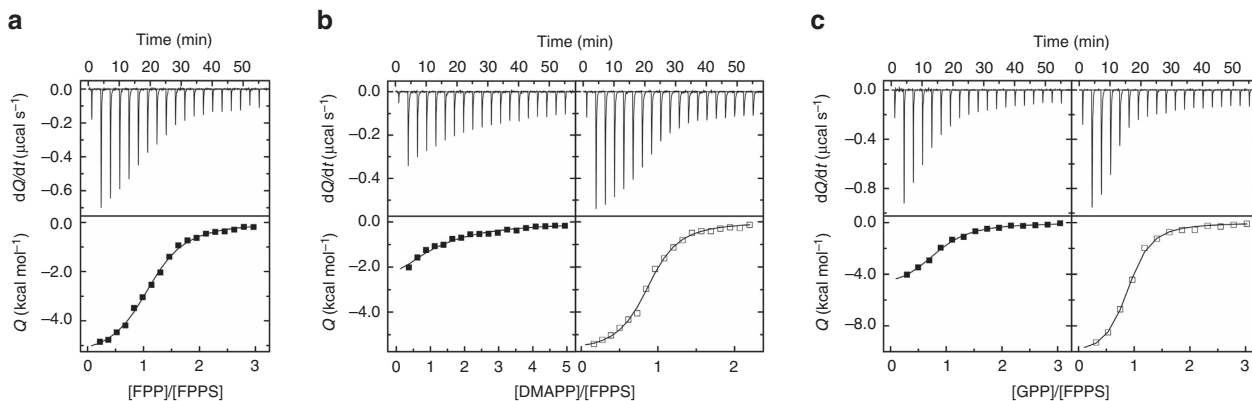 a
Time (min)
0 10 20 30 40 50
0.0
−0.2
−0.4
−0.6
dQ/dt (μcal s⁻¹)
0.0
−2.0
−4.0
Q (kcal mol⁻¹)
0 1 2 3
[FPP]/[FPPS]
b
Time (min)
0 10 20 30 40 50 0 10 20 30 40 50
0.0
−0.2
−0.4
dQ/dt (μcal s⁻¹)
0.0
−2.0
−4.0
Q (kcal mol⁻¹)
0 1 2 3 4 5 0 1 2
[DMAPP]/[FPPS]
c
Time (min)
0 10 20 30 40 50 0 10 20 30 40 50
0.0
−0.4
−0.8
dQ/dt (μcal s⁻¹)
0.0
−4.0
−8.0
Q (kcal mol⁻¹)
0 1 2 3 0 1 2 3
[GPP]/[FPPS]